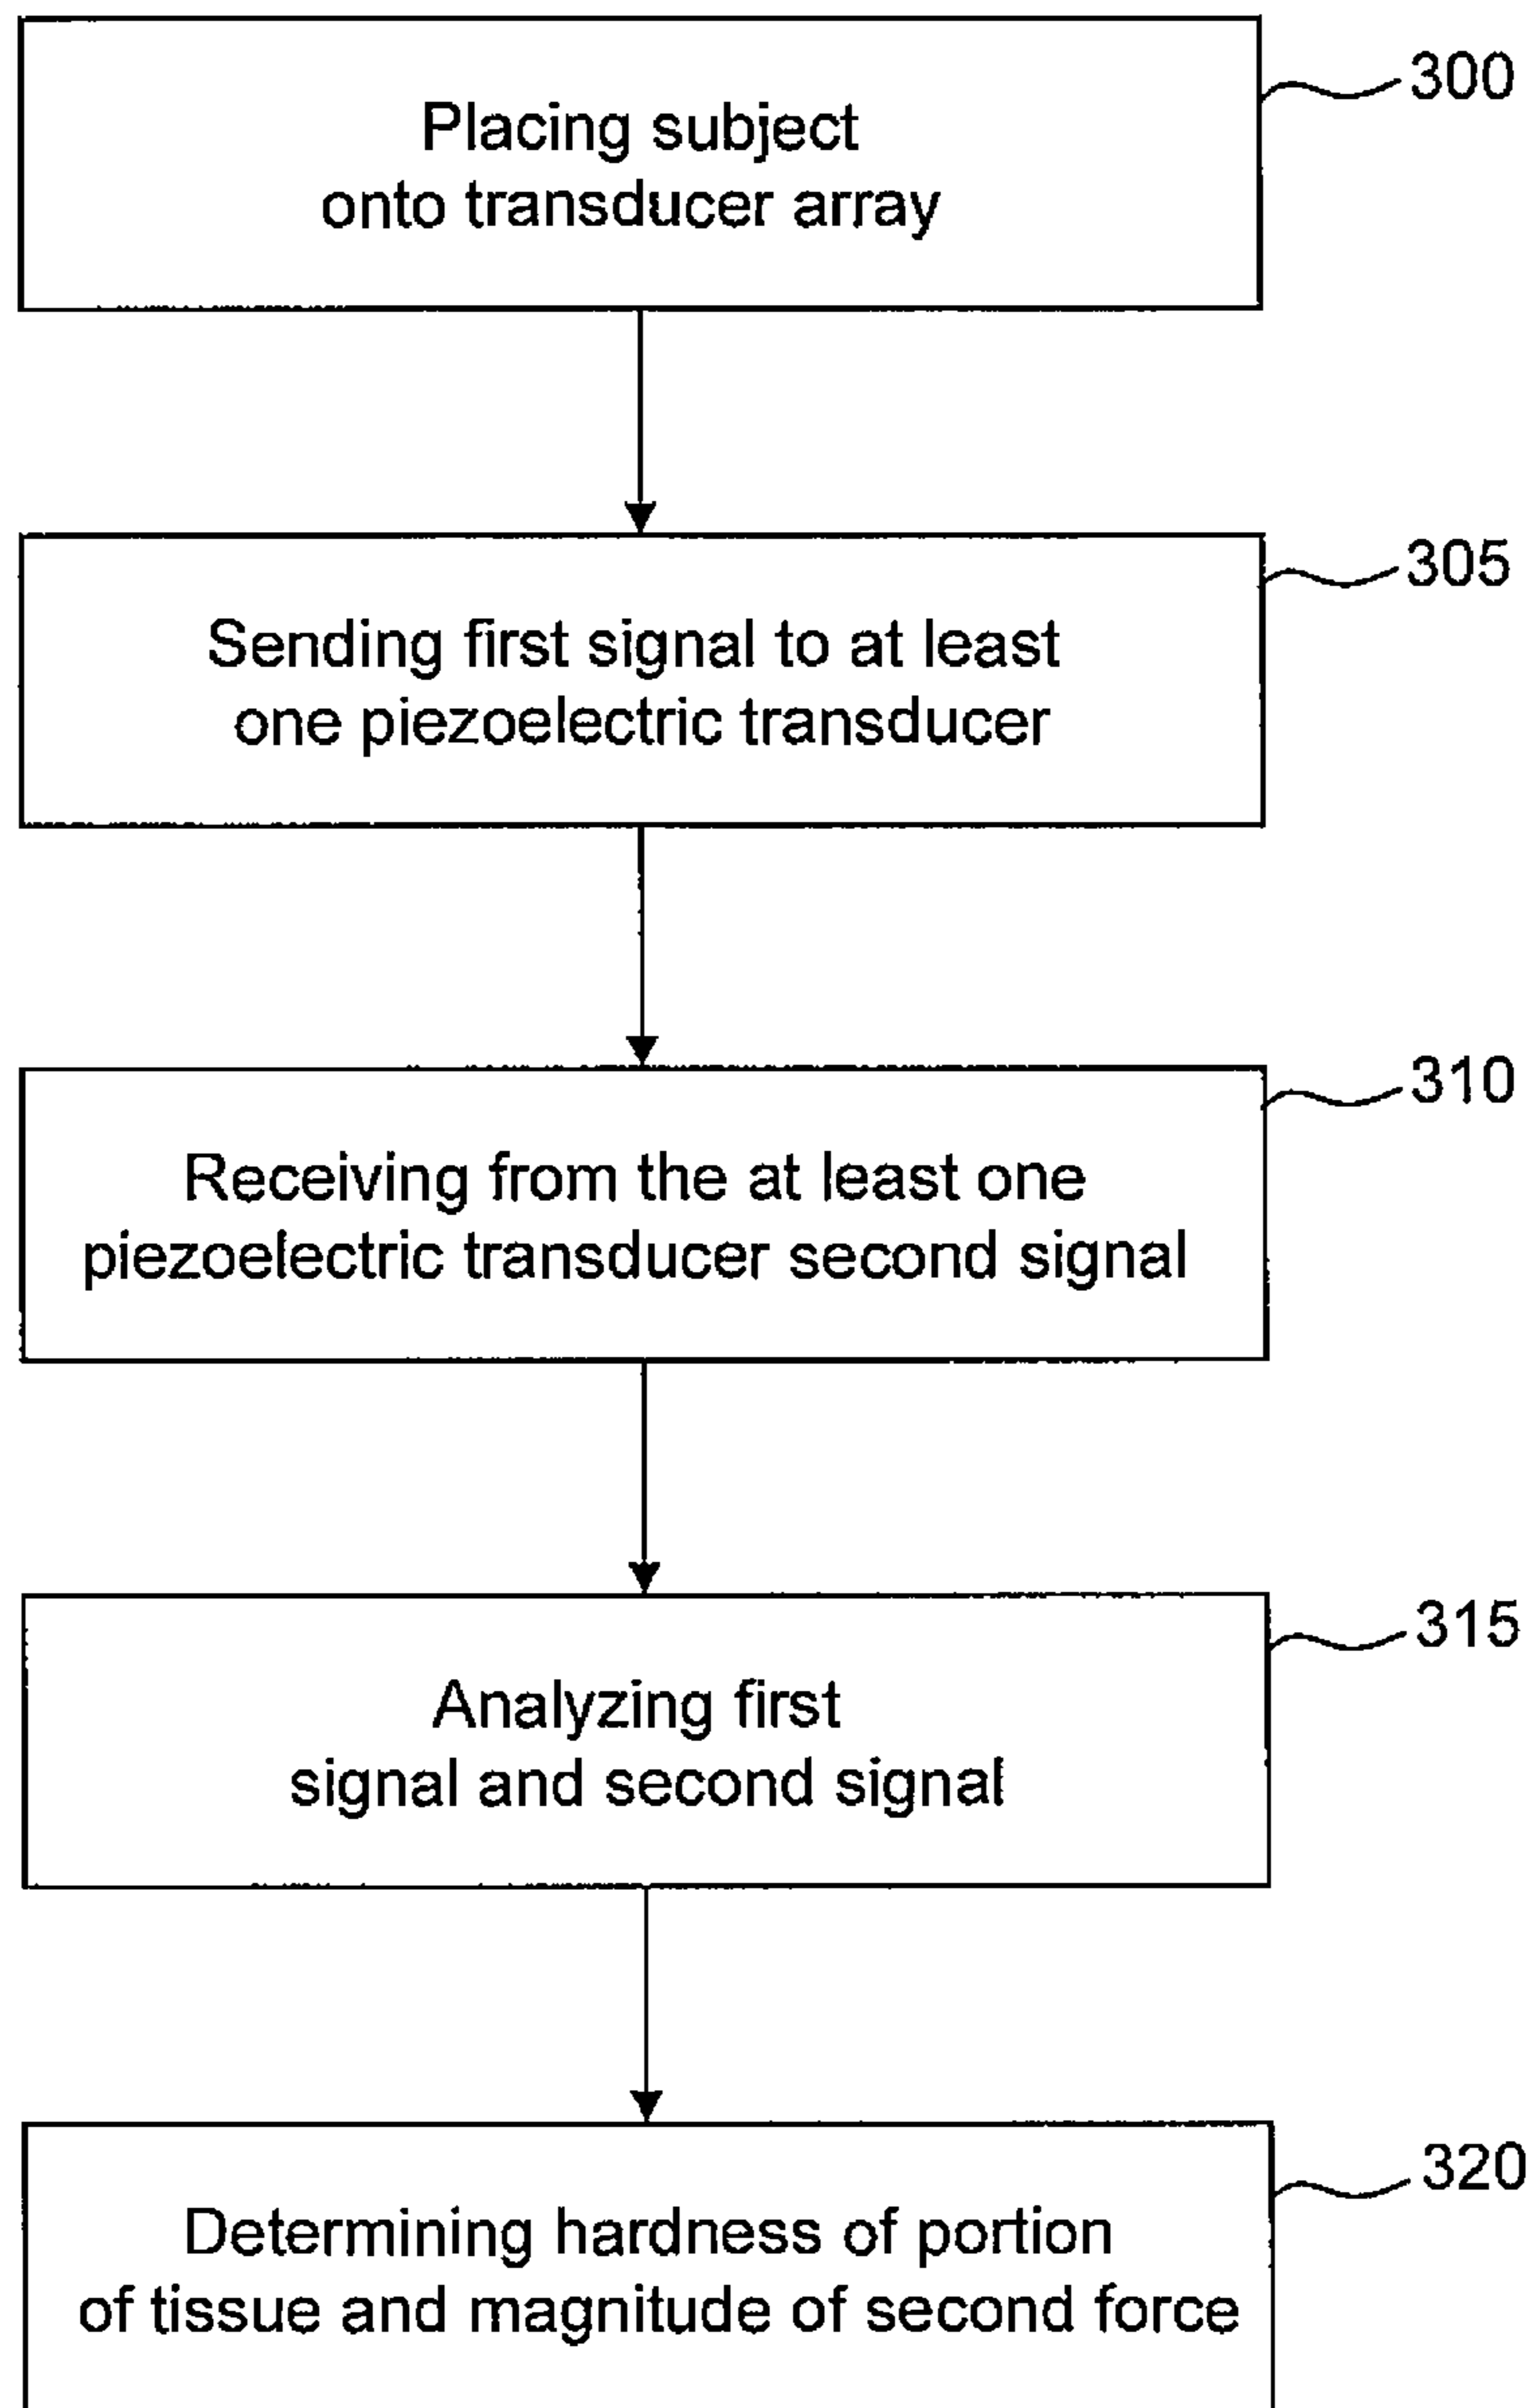 300
Placing subject
onto transducer array
305
Sending first signal to at least
one piezoelectric transducer
310
Receiving from the at least one
piezoelectric transducer second signal
315
Analyzing first
signal and second signal
320
Determining hardness of portion
of tissue and magnitude of second force